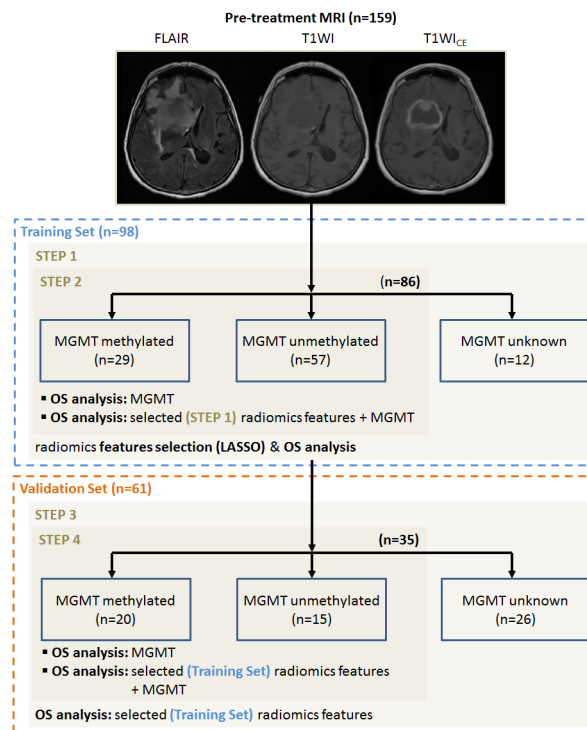 Pre-treatment MRI (n=159)
FLAIR T1WI T1WICE
Training Set (n=98)
STEP 1
STEP 2 (n=86)
MGMT methylated MGMT unmethylated MGMT unknown
(n=29) (n=57) (n=12)
▪ OS analysis: MGMT
▪ OS analysis: selected (STEP 1) radiomics features + MGMT
radiomics features selection (LASSO) & OS analysis
Validation Set (n=61)
STEP 3
STEP 4 (n=35)
MGMT methylated MGMT unmethylated MGMT unknown
(n=20) (n=15) (n=26)
▪ OS analysis: MGMT
▪ OS analysis: selected (Training Set) radiomics features
+ MGMT
OS analysis: selected (Training Set) radiomics features